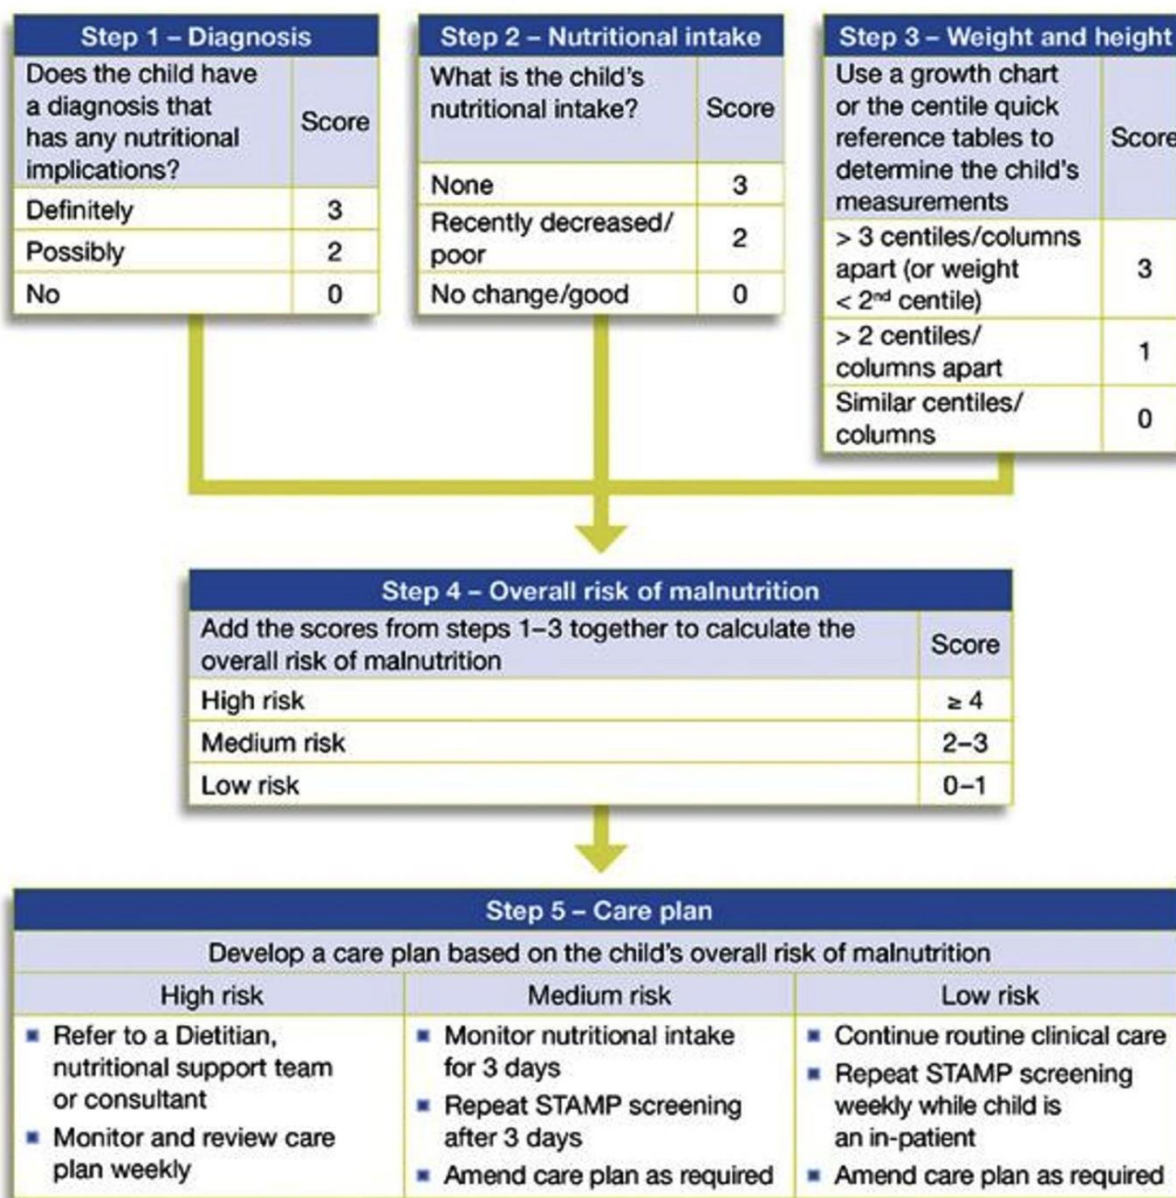 Step 1 – Diagnosis
Does the child have
a diagnosis that
has any nutritional
implications?
Score
Definitely 3
Possibly 2
No 0
Step 2 – Nutritional intake
What is the child's
nutritional intake?
Score
None 3
Recently decreased/
poor
2
No change/good 0
Step 3 – Weight and height
Use a growth chart
or the centile quick
reference tables to
determine the child's
measurements
Score
> 3 centiles/columns
apart (or weight
< 2nd centile)
3
> 2 centiles/
columns apart
1
Similar centiles/
columns
0
Step 4 – Overall risk of malnutrition
Add the scores from steps 1–3 together to calculate the
overall risk of malnutrition
Score
High risk ≥ 4
Medium risk 2–3
Low risk 0–1
Step 5 – Care plan
Develop a care plan based on the child's overall risk of malnutrition
High risk
▪ Refer to a Dietitian,
nutritional support team
or consultant
▪ Monitor and review care
plan weekly
Medium risk
▪ Monitor nutritional intake
for 3 days
▪ Repeat STAMP screening
after 3 days
▪ Amend care plan as required
Low risk
▪ Continue routine clinical care
▪ Repeat STAMP screening
weekly while child is
an in-patient
▪ Amend care plan as required